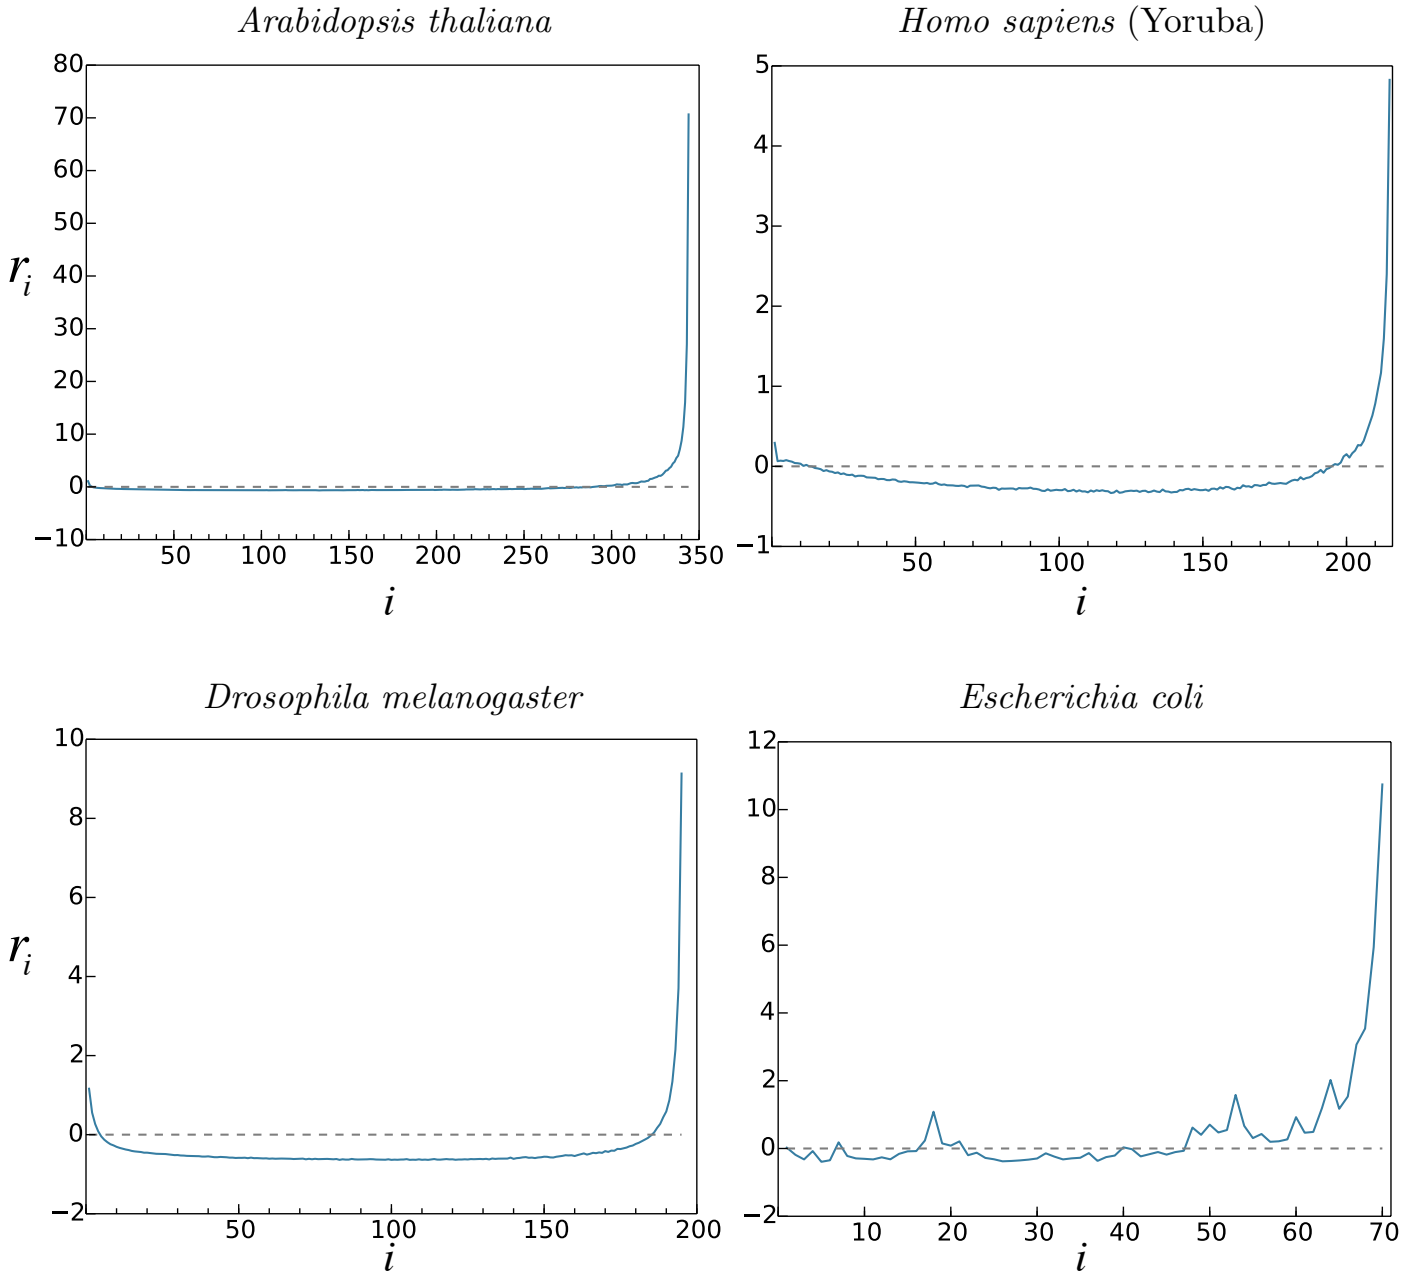 Arabidopsis thaliana
80
70
60
50
40
30
20
10
0
−10
50 100 150 200 250 300 350
r_i
i
Homo sapiens (Yoruba)
5
4
3
2
1
0
−1
50 100 150 200
i
Drosophila melanogaster
10
8
6
4
2
0
−2
50 100 150 200
r_i
i
Escherichia coli
12
10
8
6
4
2
0
−2
10 20 30 40 50 60 70
i